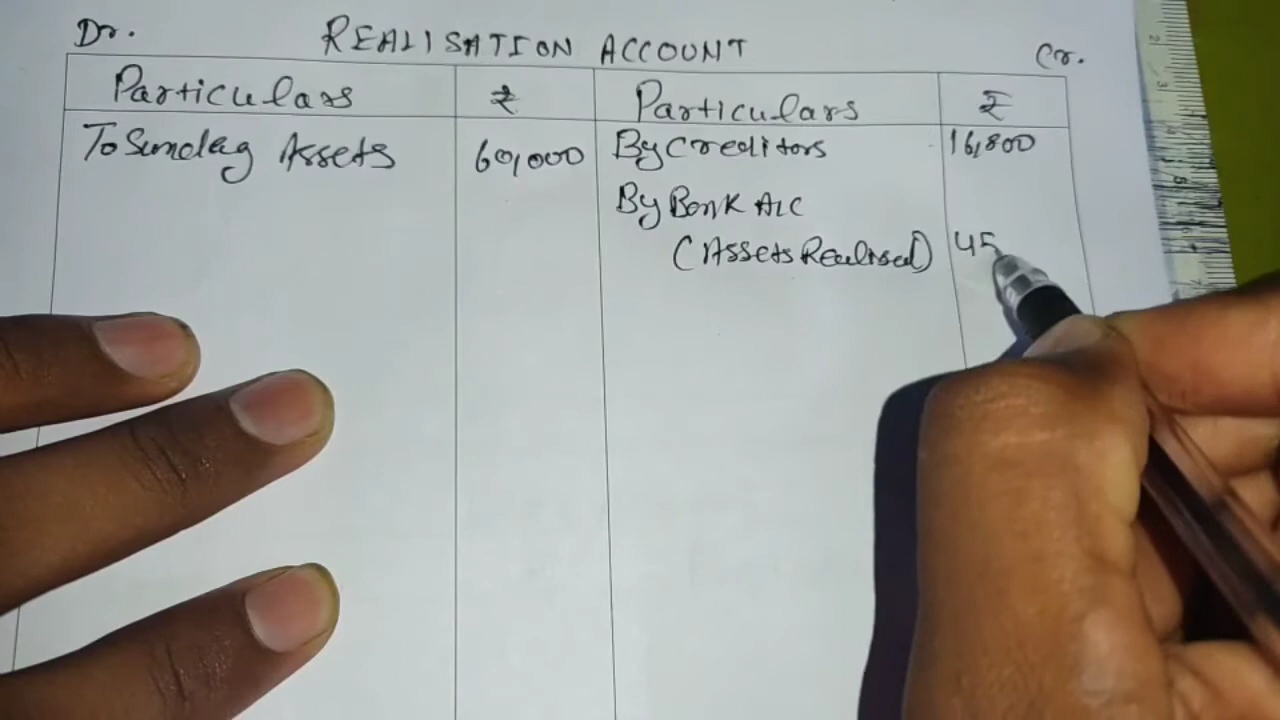 Dr. REALISATION ACCOUNT Cr.
Particulars ₹ Particulars ₹
To Sunday Assets 60,000 By Creditors 16,800
By Bank A/C
(Assets Realised) 45